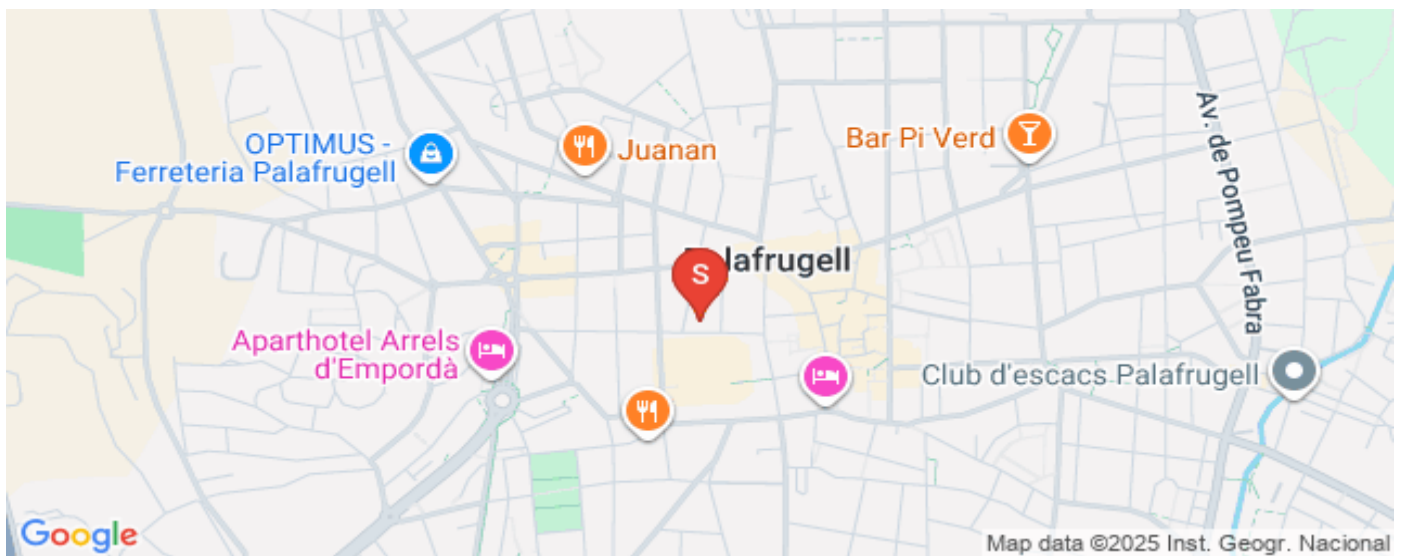 OPTIMUS -
Ferreteria Palafrugell
Juanan
Bar Pi Verd
Av. de Pompeu Fabra
S
lafrugell
Aparthotel Arrels
d'Empordà
Club d'escacs Palafrugell
Google
Map data ©2025 Inst. Geogr. Nacional